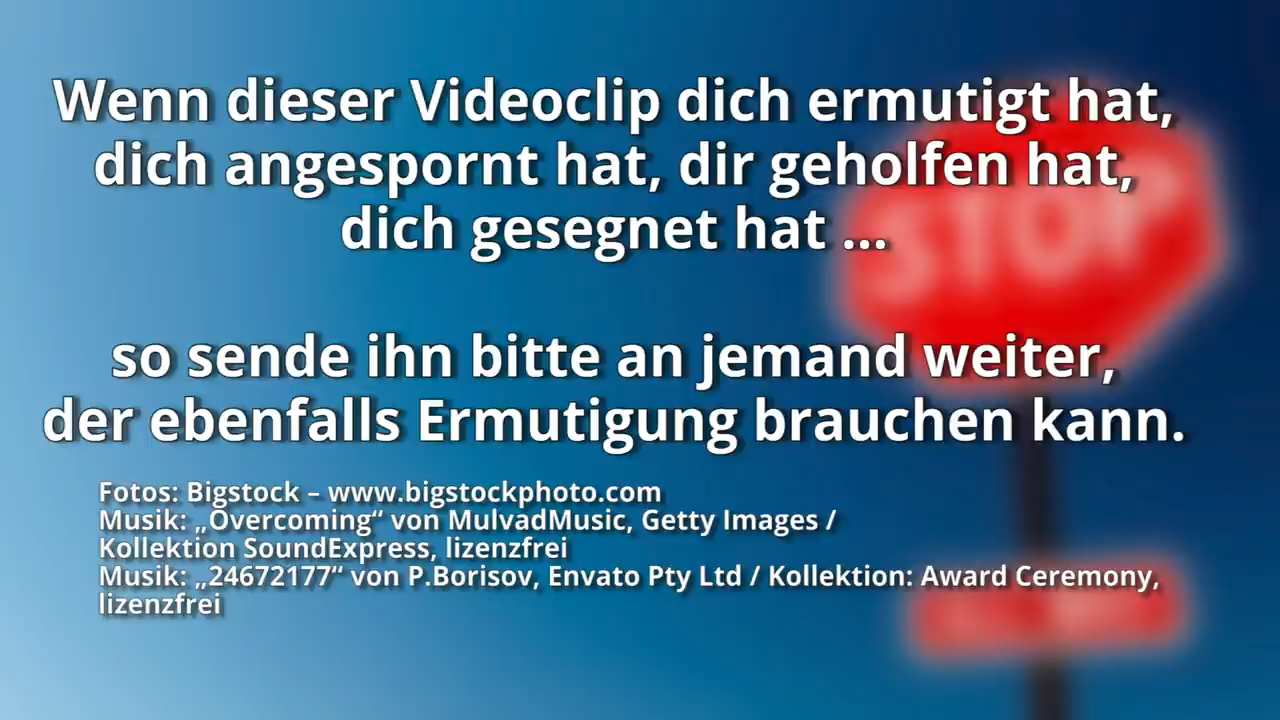 Wenn dieser Videoclip dich ermutigt hat,
dich angespornt hat, dir geholfen hat,
dich gesegnet hat ...
STOP
so sende ihn bitte an jemand weiter,
der ebenfalls Ermutigung brauchen kann.
Fotos: Bigstock – www.bigstockphoto.com
Musik: „Overcoming“ von MulvadMusic, Getty Images /
Kollektion SoundExpress, lizenzfrei
Musik: „24672177“ von P.Borisov, Envato Pty Ltd / Kollektion: Award Ceremony,
lizenzfrei